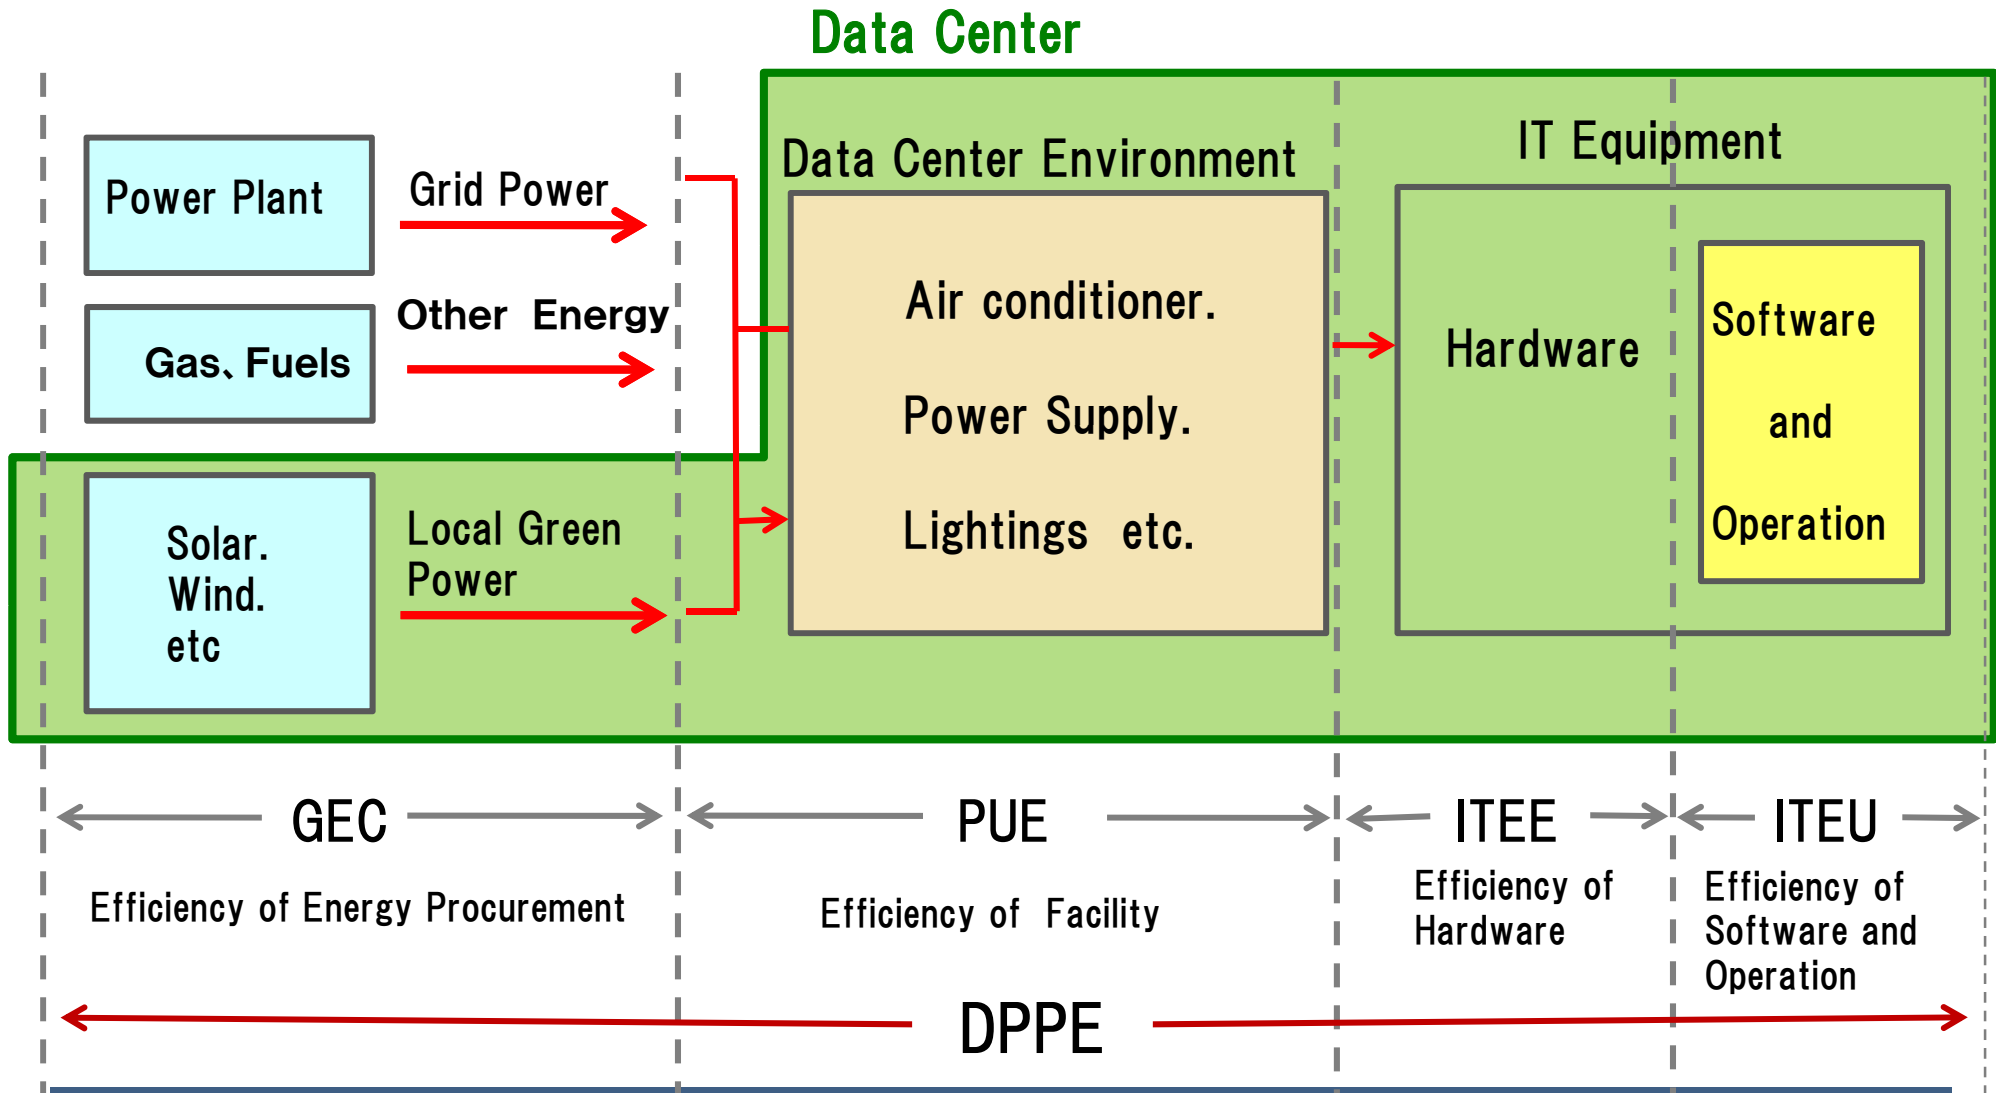 Data Center
Power Plant
Grid Power
Gas、Fuels
Other Energy
Solar.
Wind.
etc
Local Green
Power
Data Center Environment
Air conditioner.
Power Supply.
Lightings etc.
IT Equipment
Hardware
Software
and
Operation
GEC
PUE
ITEE
ITEU
Efficiency of Energy Procurement
Efficiency of Facility
Efficiency of
Hardware
Efficiency of
Software and
Operation
DPPE